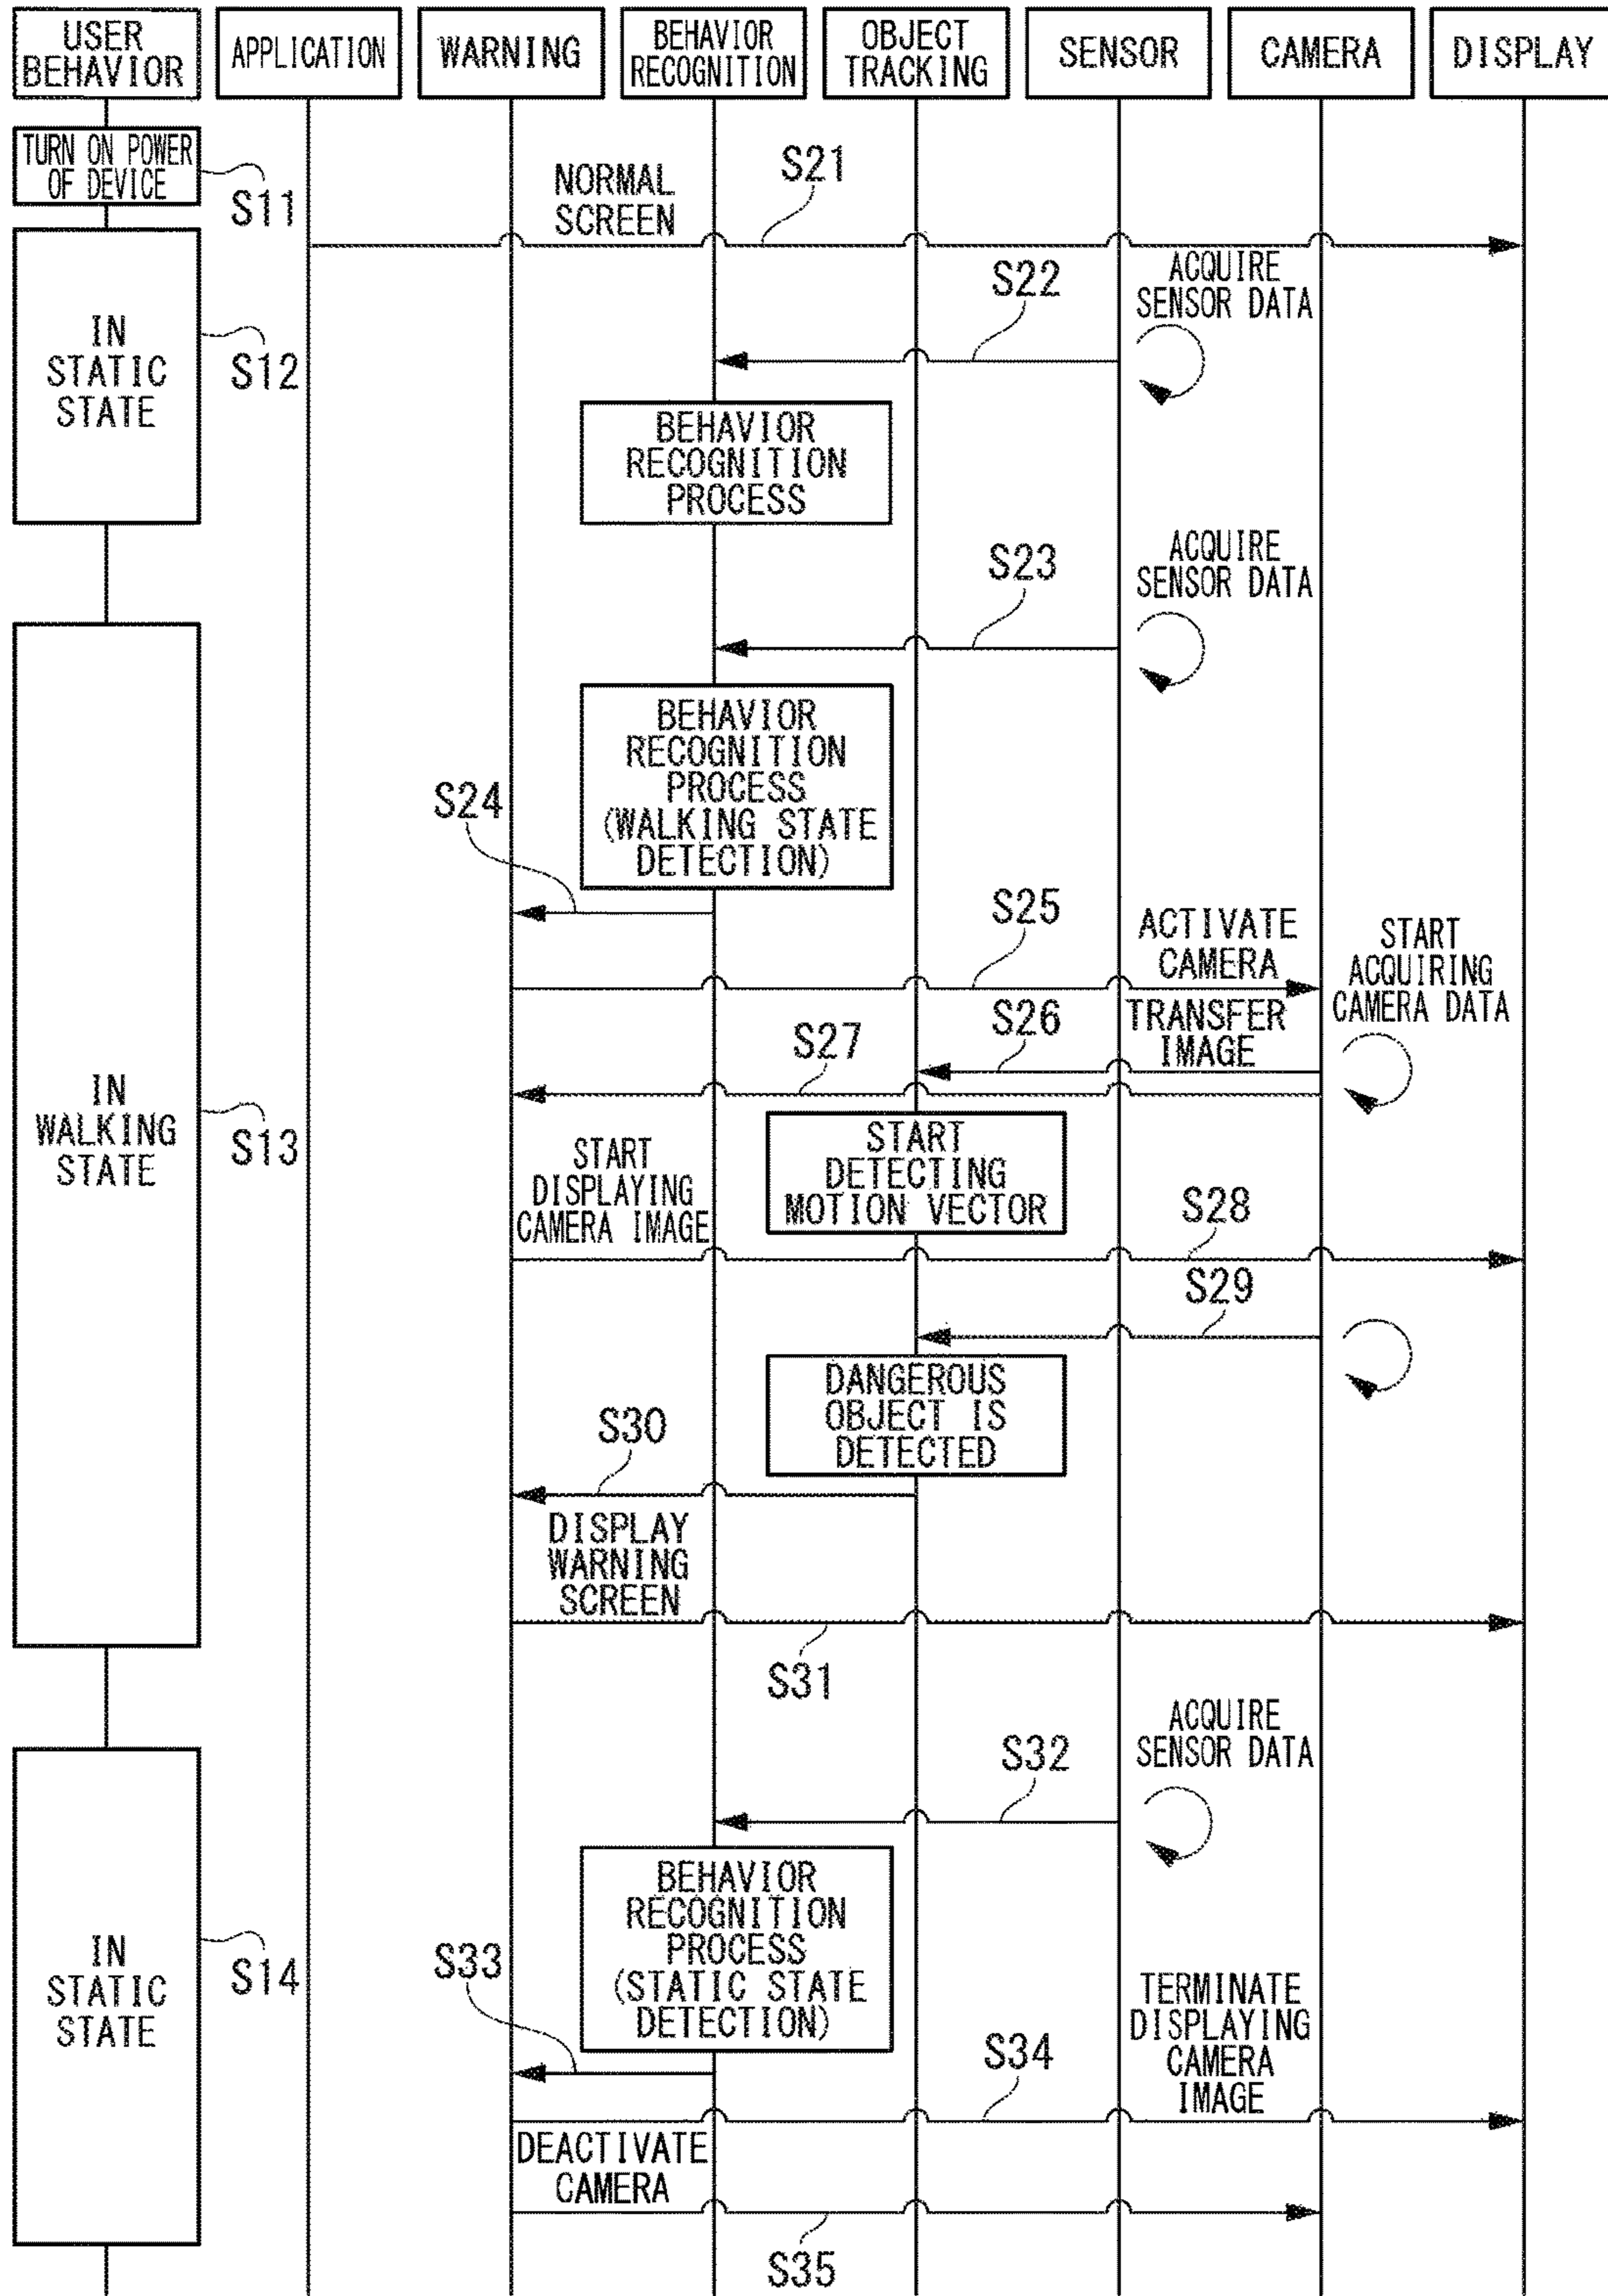 USER
BEHAVIOR
APPLICATION
WARNING
BEHAVIOR
RECOGNITION
OBJECT
TRACKING
SENSOR
CAMERA
DISPLAY
TURN ON POWER
OF DEVICE
S11
NORMAL
SCREEN
S21
IN
STATIC
STATE
S12
S22
ACQUIRE
SENSOR DATA
BEHAVIOR
RECOGNITION
PROCESS
S23
ACQUIRE
SENSOR DATA
BEHAVIOR
RECOGNITION
PROCESS
(WALKING STATE
DETECTION)
S24
S25
ACTIVATE
CAMERA
START
ACQUIRING
CAMERA DATA
S26
TRANSFER
IMAGE
S27
IN
WALKING
STATE
S13
START
DISPLAYING
CAMERA IMAGE
START
DETECTING
MOTION VECTOR
S28
S29
DANGEROUS
OBJECT IS
DETECTED
S30
DISPLAY
WARNING
SCREEN
S31
S32
ACQUIRE
SENSOR DATA
BEHAVIOR
RECOGNITION
PROCESS
(STATIC STATE
DETECTION)
IN
STATIC
STATE
S14
S33
S34
TERMINATE
DISPLAYING
CAMERA
IMAGE
DEACTIVATE
CAMERA
S35